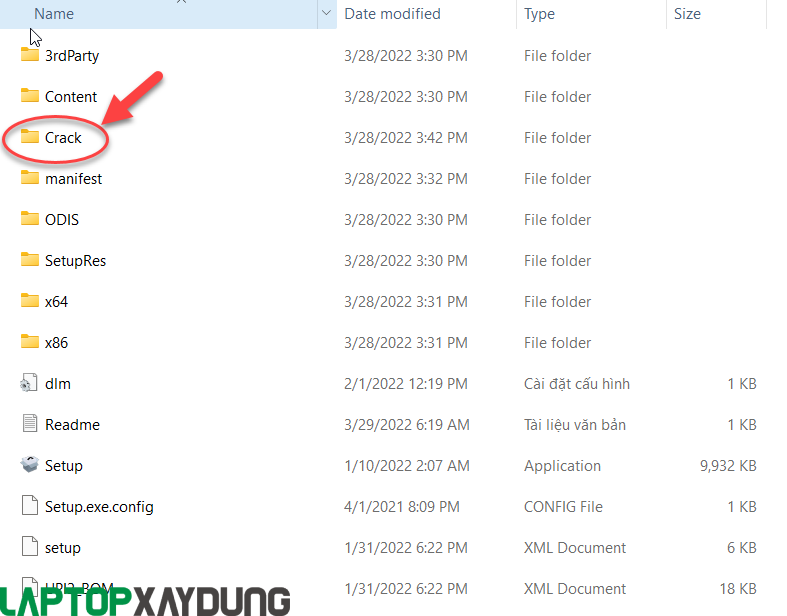 Name Date modified Type Size
3rdParty 3/28/2022 3:30 PM File folder
Content 3/28/2022 3:30 PM File folder
Crack 3/28/2022 3:42 PM File folder
manifest 3/28/2022 3:32 PM File folder
ODIS 3/28/2022 3:30 PM File folder
SetupRes 3/28/2022 3:30 PM File folder
x64 3/28/2022 3:31 PM File folder
x86 3/28/2022 3:31 PM File folder
dlm 2/1/2022 12:19 PM Cài đặt cấu hình 1 KB
Readme 3/29/2022 6:19 AM Tài liệu văn bản 1 KB
Setup 1/10/2022 2:07 AM Application 9,932 KB
Setup.exe.config 4/1/2021 8:09 PM CONFIG File 1 KB
setup 1/31/2022 6:22 PM XML Document 6 KB
UPI2_BOM 1/31/2022 6:22 PM XML Document 18 KB
LAPTOPXAYDUNG